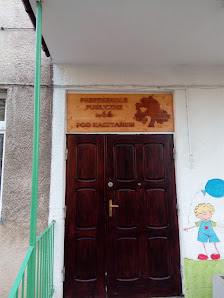 PRZEDSZKOLE
PUBLICZNE
nr 66
POD KASZTANEM